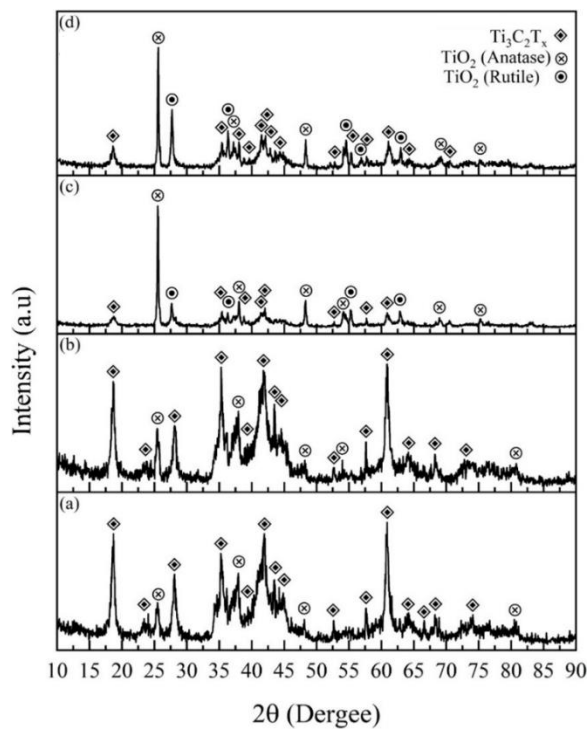 (d)
Ti₃C₂Tₓ
TiO₂ (Anatase)
TiO₂ (Rutile)
(c)
(b)
(a)
Intensity (a.u)
10 15 20 25 30 35 40 45 50 55 60 65 70 75 80 85 90
2θ (Dergee)